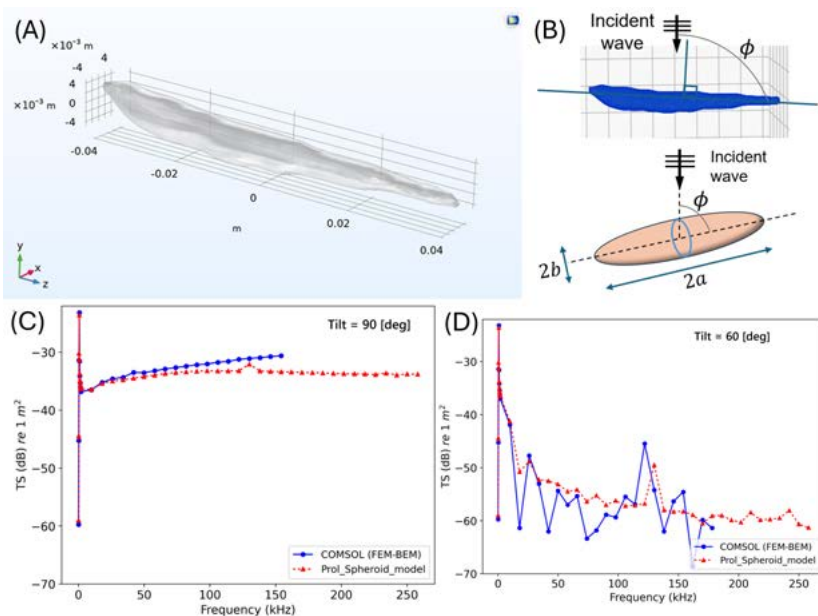 (A)
×10⁻³ m
4
-4
×10⁻³ m
4
0
-4
-0.04
-0.02
0
0.02
0.04
m
y
x
z
(B)
Incident
wave
ϕ
Incident
wave
ϕ
2b
2a
(C)
Tilt = 90 [deg]
TS (dB) re 1 m²
−30
−40
−50
−60
−70
0
50
100
150
200
250
Frequency (kHz)
COMSOL (FEM-BEM)
Prol_Spheroid_model
(D)
Tilt = 60 [deg]
TS (dB) re 1 m²
−30
−40
−50
−60
−70
0
50
100
150
200
250
Frequency (kHz)
COMSOL (FEM-BEM)
Prol_Spheroid_model